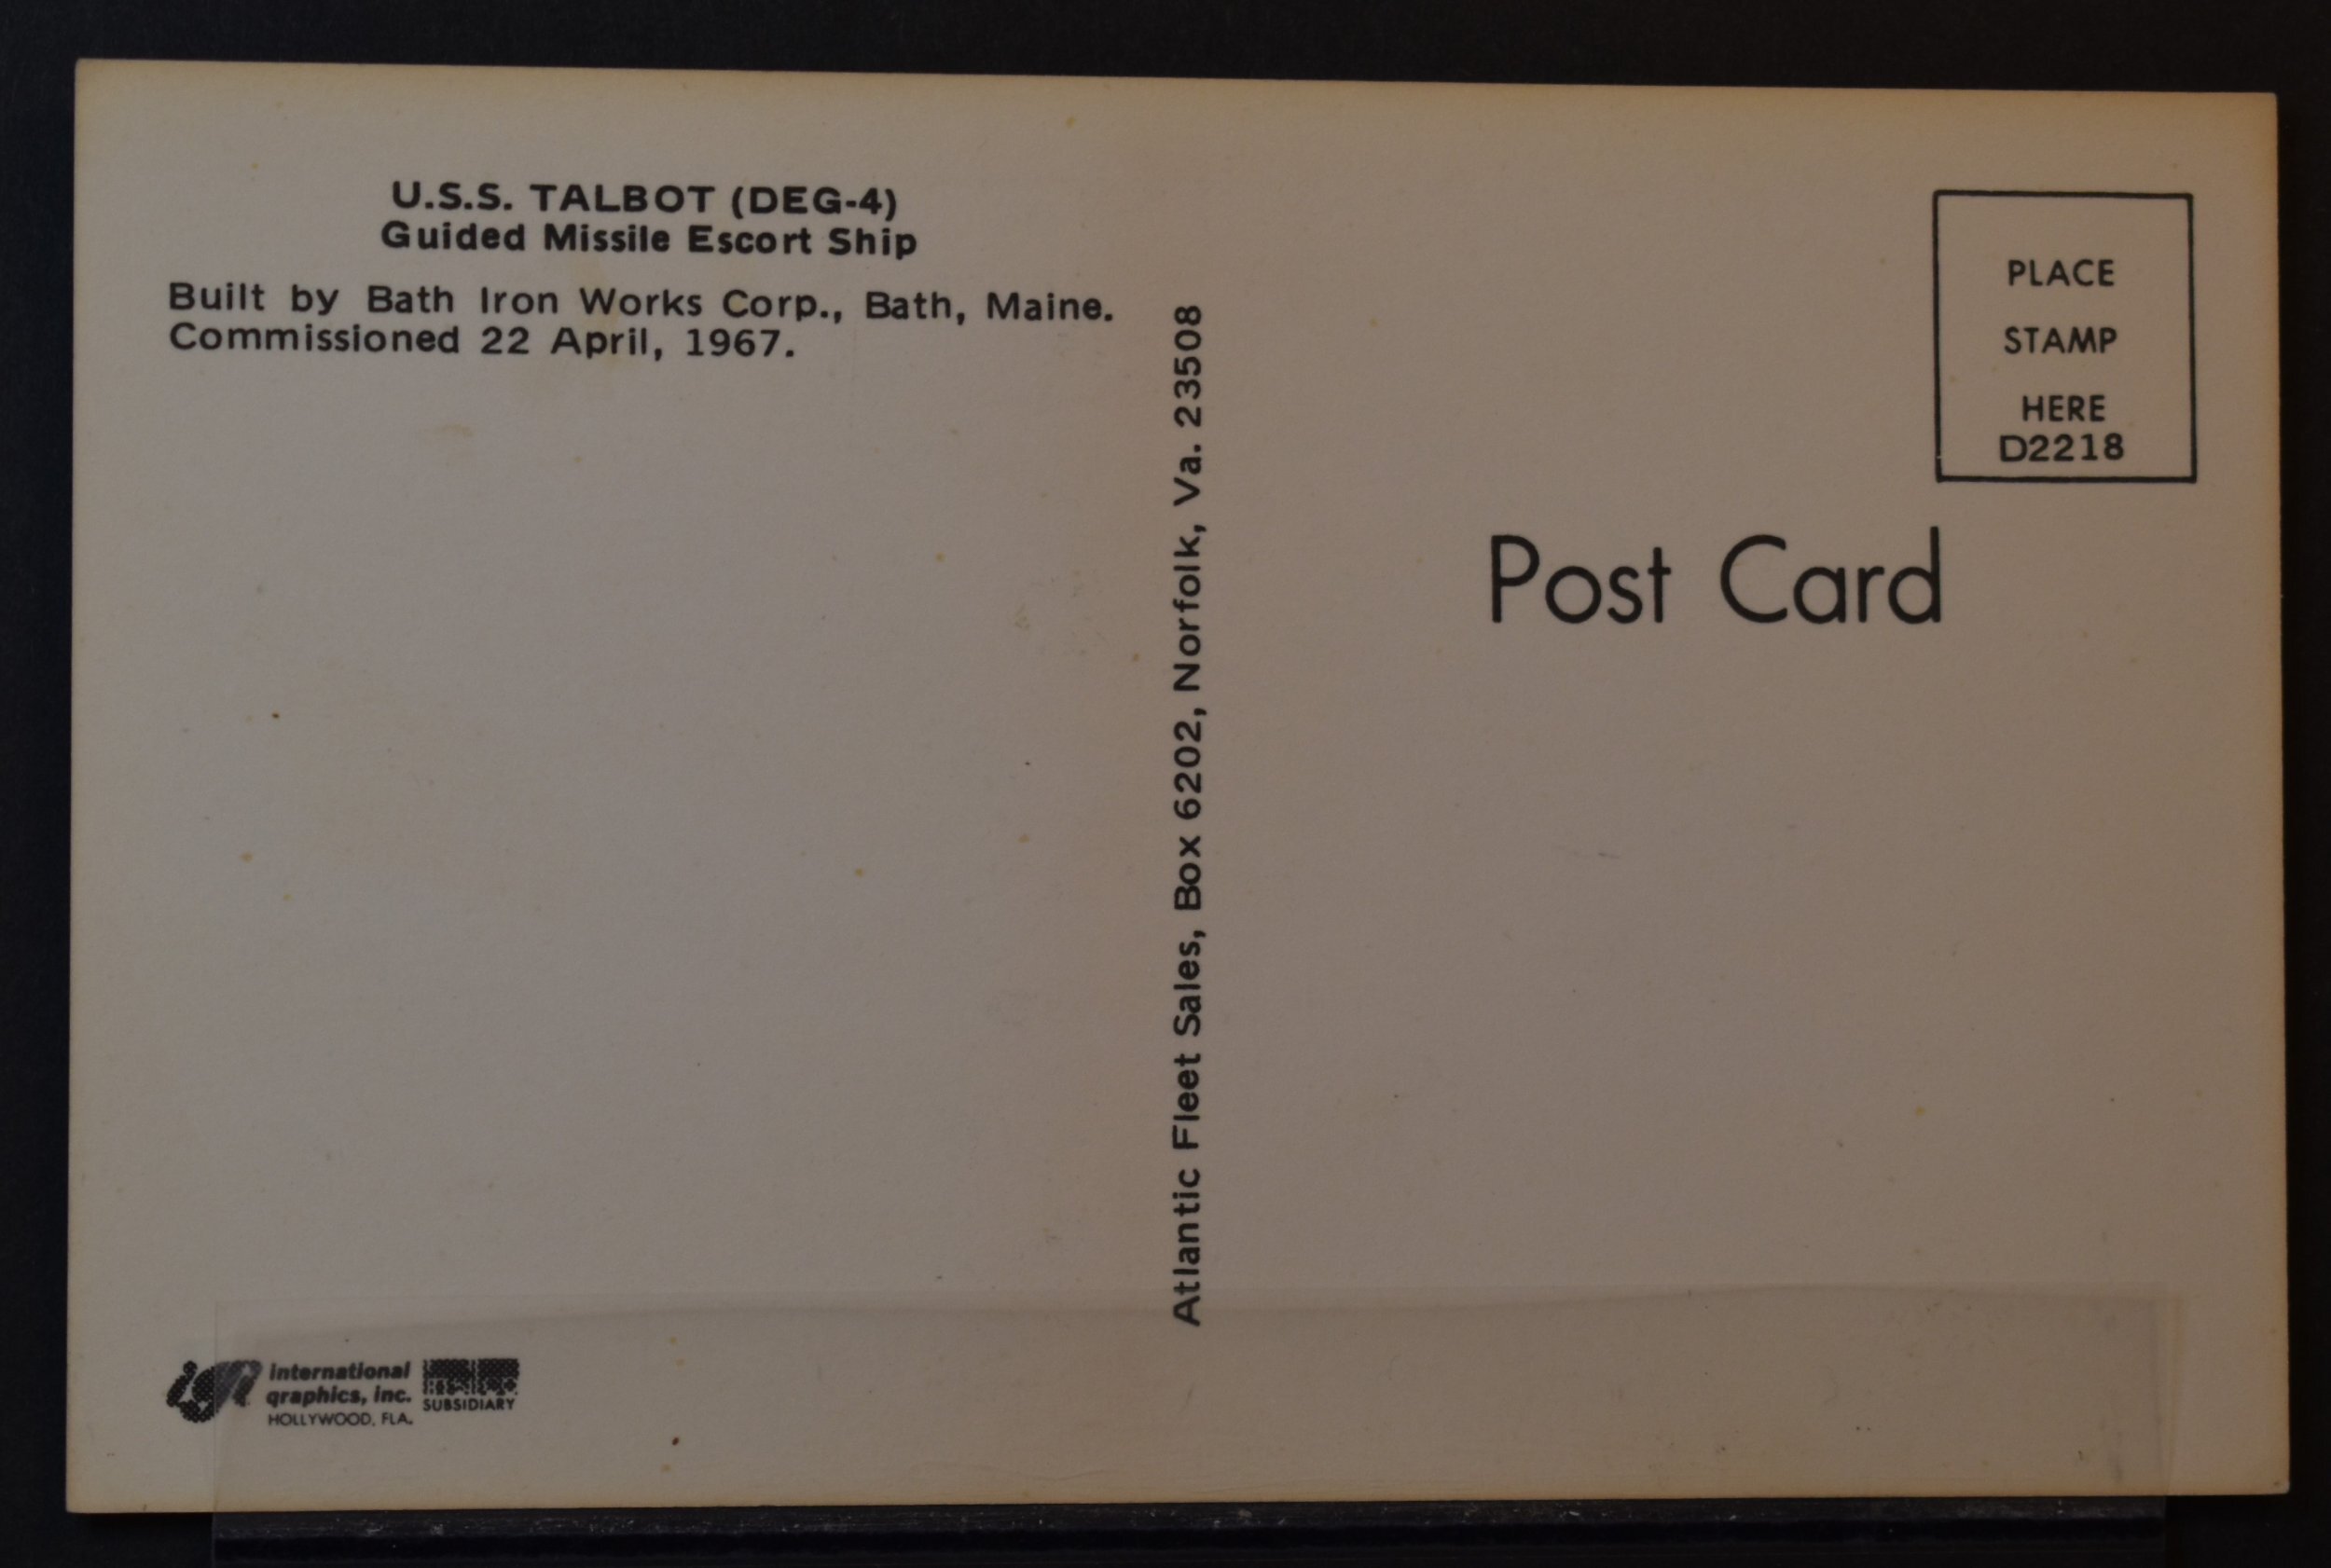 U.S.S. TALBOT (DEG-4)
Guided Missile Escort Ship
Built by Bath Iron Works Corp., Bath, Maine.
Commissioned 22 April, 1967.
Atlantic Fleet Sales, Box 6202, Norfolk, Va. 23508
PLACE
STAMP
HERE
D2218
Post Card
igi
international
graphics, inc.
HOLLYWOOD, FLA.
SUBSIDIARY